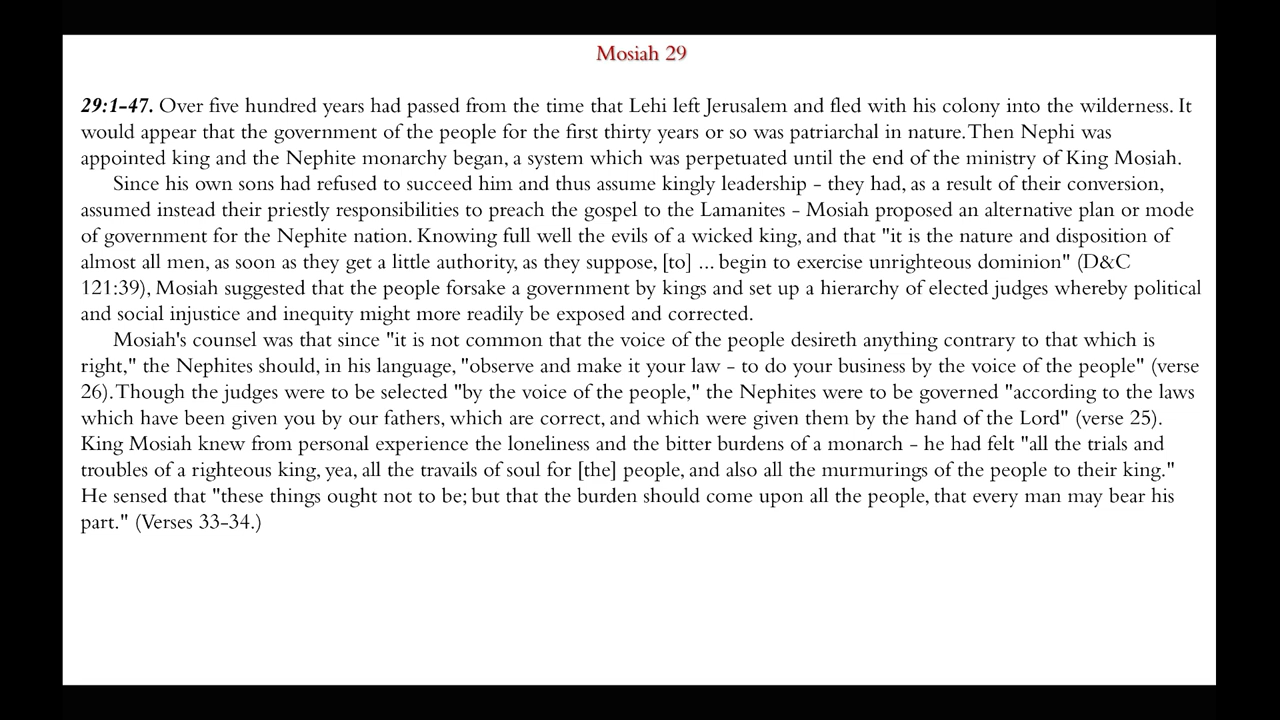 Mosiah 29
29:1-47. Over five hundred years had passed from the time that Lehi left Jerusalem and fled with his colony into the wilderness. It
would appear that the government of the people for the first thirty years or so was patriarchal in nature. Then Nephi was
appointed king and the Nephite monarchy began, a system which was perpetuated until the end of the ministry of King Mosiah.
Since his own sons had refused to succeed him and thus assume kingly leadership - they had, as a result of their conversion,
assumed instead their priestly responsibilities to preach the gospel to the Lamanites - Mosiah proposed an alternative plan or mode
of government for the Nephite nation. Knowing full well the evils of a wicked king, and that "it is the nature and disposition of
almost all men, as soon as they get a little authority, as they suppose, [to] ... begin to exercise unrighteous dominion" (D&C
121:39), Mosiah suggested that the people forsake a government by kings and set up a hierarchy of elected judges whereby political
and social injustice and inequity might more readily be exposed and corrected.
Mosiah's counsel was that since "it is not common that the voice of the people desireth anything contrary to that which is
right," the Nephites should, in his language, "observe and make it your law - to do your business by the voice of the people" (verse
26). Though the judges were to be selected "by the voice of the people," the Nephites were to be governed "according to the laws
which have been given you by our fathers, which are correct, and which were given them by the hand of the Lord" (verse 25).
King Mosiah knew from personal experience the loneliness and the bitter burdens of a monarch - he had felt "all the trials and
troubles of a righteous king, yea, all the travails of soul for [the] people, and also all the murmurings of the people to their king."
He sensed that "these things ought not to be; but that the burden should come upon all the people, that every man may bear his
part." (Verses 33-34.)